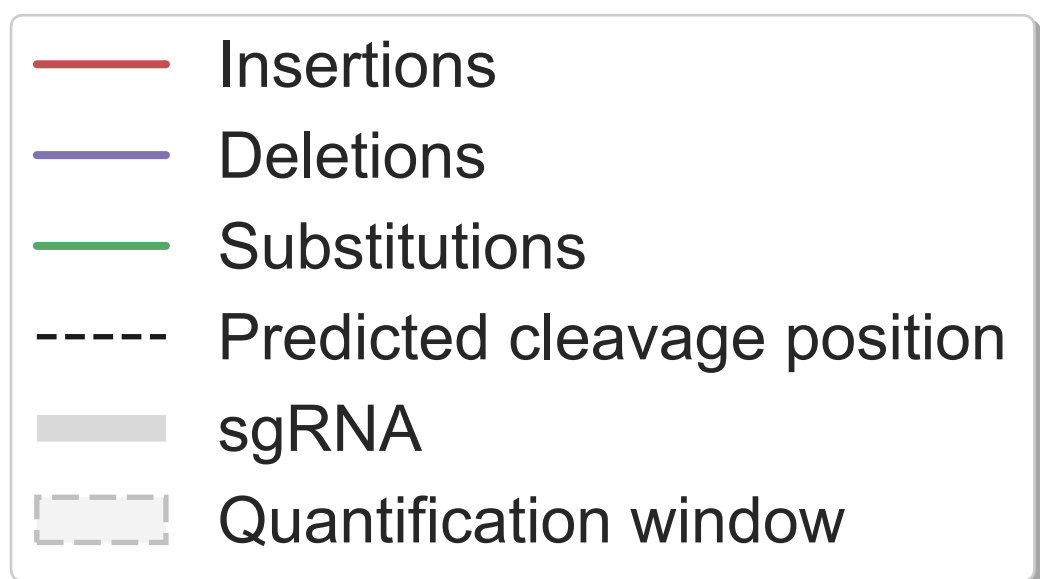 Insertions
Deletions
Substitutions
Predicted cleavage position
sgRNA
Quantification window